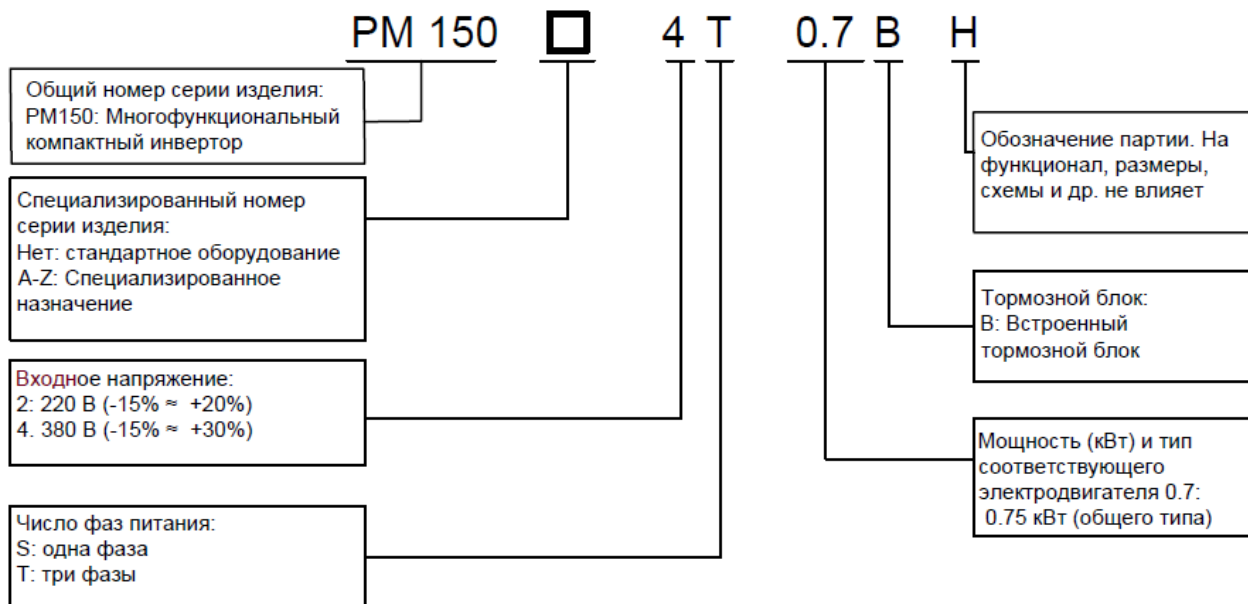 PM 150 □ 4 T 0.7 B H
Общий номер серии изделия:
PM150: Многофункциональный
компактный инвертор
Специализированный номер
серии изделия:
Нет: стандартное оборудование
A-Z: Специализированное
назначение
Входное напряжение:
2: 220 В (-15% ≈ +20%)
4. 380 В (-15% ≈ +30%)
Число фаз питания:
S: одна фаза
T: три фазы
Обозначение партии. На
функционал, размеры,
схемы и др. не влияет
Тормозной блок:
B: Встроенный
тормозной блок
Мощность (кВт) и тип
соответствующего
электродвигателя 0.7:
0.75 кВт (общего типа)